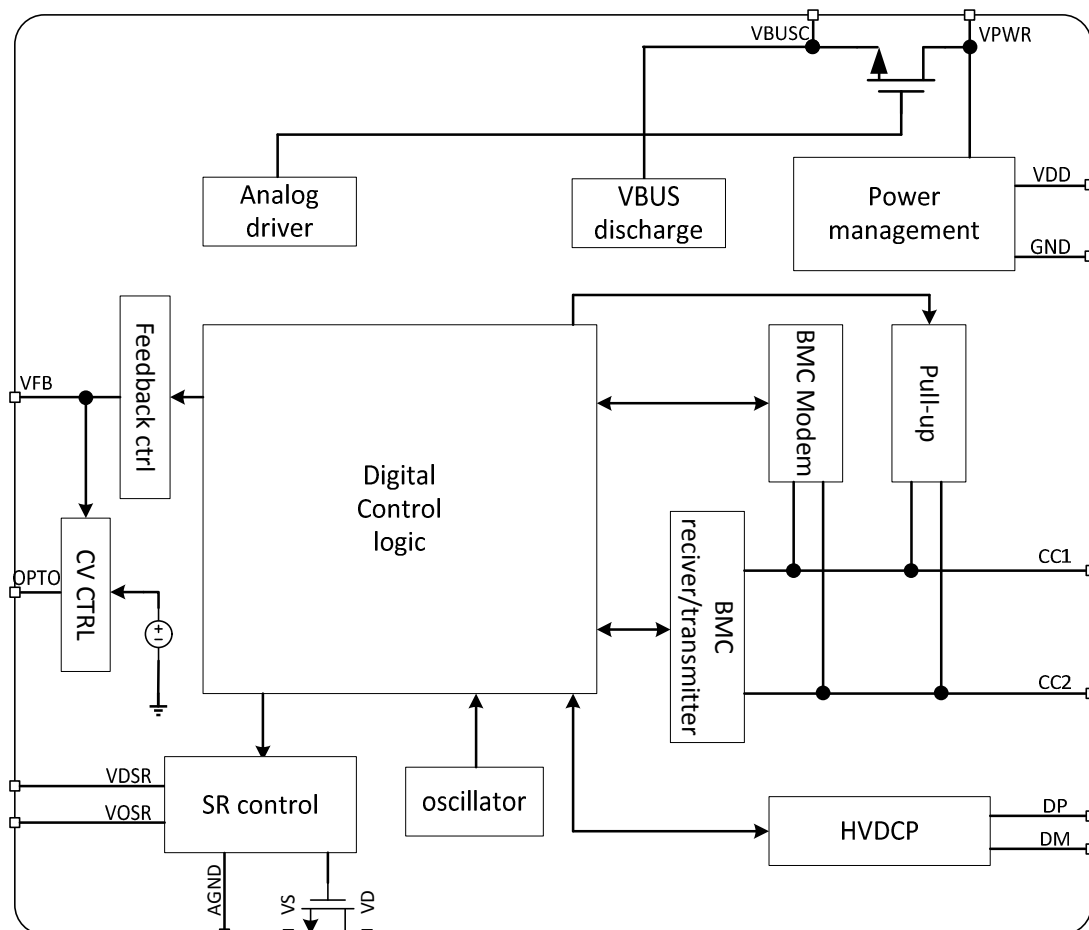 VBUSC
VPWR
Analog
driver
VBUS
discharge
Power
management
VDD
GND
VFB
Feedback ctrl
Digital
Control
logic
BMC Modem
Pull-up
OPTO
CV CTRL
+
−
BMC
reciver/transmitter
CC1
CC2
VDSR
VOSR
SR control
oscillator
HVDCP
DP
DM
AGND
VS
VD